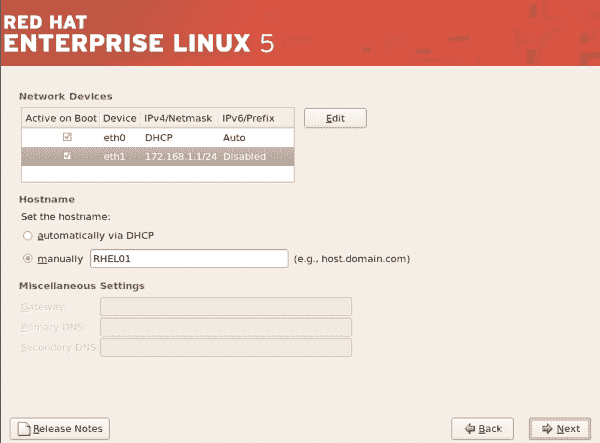 RED HAT
ENTERPRISE LINUX 5
Network Devices
Active on Boot Device IPv4/Netmask IPv6/Prefix
eth0 DHCP Auto
eth1 172.168.1.1/24 Disabled
Edit
Hostname
Set the hostname:
automatically via DHCP
manually RHEL01 (e.g., host.domain.com)
Miscellaneous Settings
Gateway:
Primary DNS:
Secondary DNS:
Release Notes Back Next